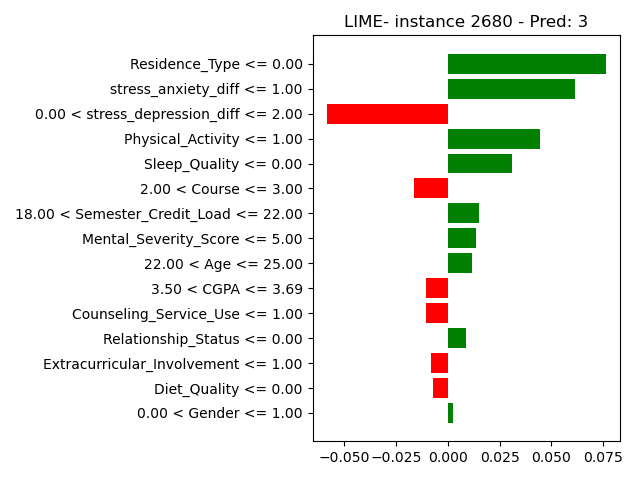 LIME- instance 2680 - Pred: 3
Residence_Type <= 0.00
stress_anxiety_diff <= 1.00
0.00 < stress_depression_diff <= 2.00
Physical_Activity <= 1.00
Sleep_Quality <= 0.00
2.00 < Course <= 3.00
18.00 < Semester_Credit_Load <= 22.00
Mental_Severity_Score <= 5.00
22.00 < Age <= 25.00
3.50 < CGPA <= 3.69
Counseling_Service_Use <= 1.00
Relationship_Status <= 0.00
Extracurricular_Involvement <= 1.00
Diet_Quality <= 0.00
0.00 < Gender <= 1.00
−0.050 −0.025 0.000 0.025 0.050 0.075